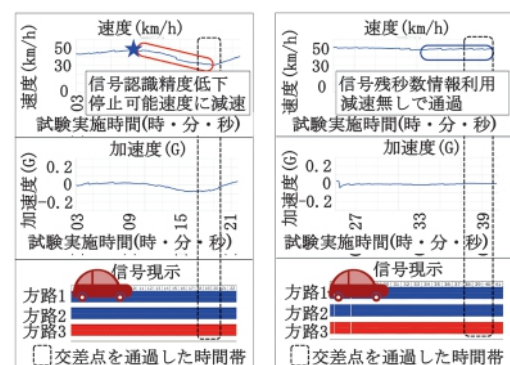 速度(km/h)
速度(km/h)
50
30
0
信号認識精度低下
停止可能速度に減速
03
試験実施時間(時・分・秒)
加速度(G)
加速度(G)
0.2
0
-0.2
03
09
15
21
試験実施時間(時・分・秒)
信号現示
方路1
方路2
方路3
交差点を通過した時間帯
速度(km/h)
速度(km/h)
50
30
0
信号残秒数情報利用
減速無しで通過
試験実施時間(時・分・秒)
加速度(G)
加速度(G)
0.2
0
-0.2
27
33
39
試験実施時間(時・分・秒)
信号現示
方路1
方路2
方路3
交差点を通過した時間帯